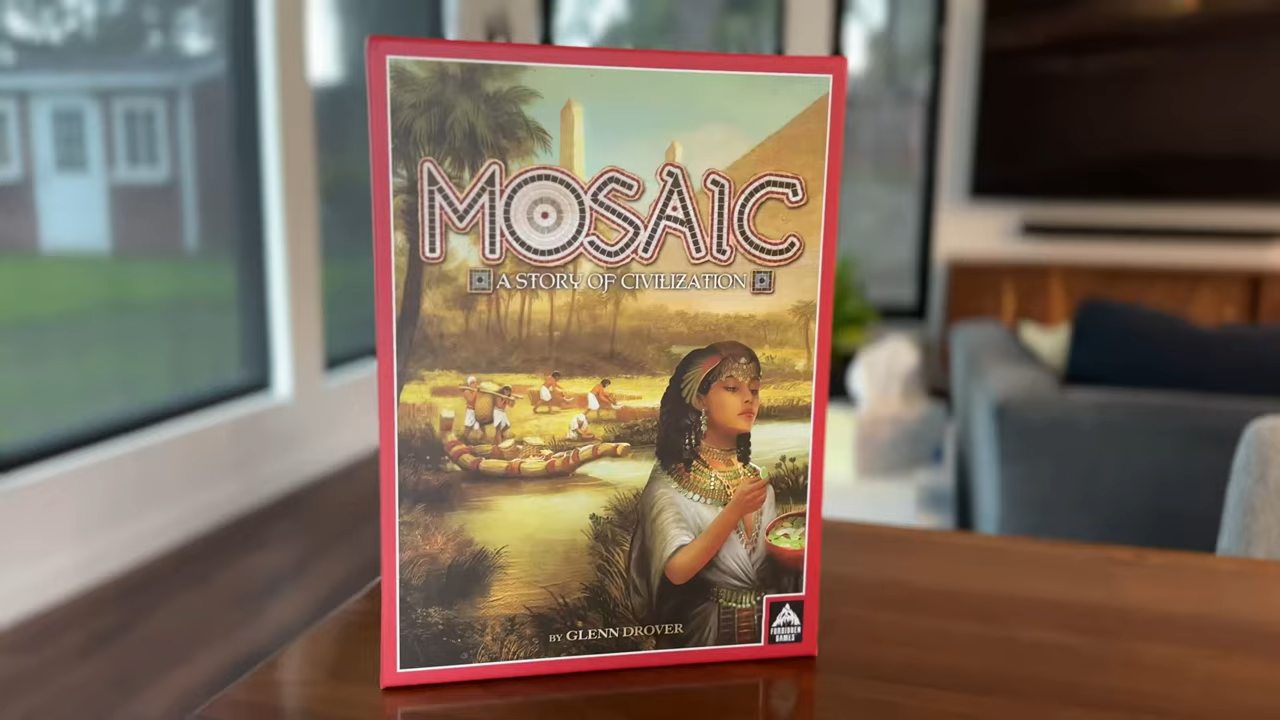 MOSAIC
A STORY OF CIVILIZATION
BY GLENN DROVER
FORBIDDEN
GAMES